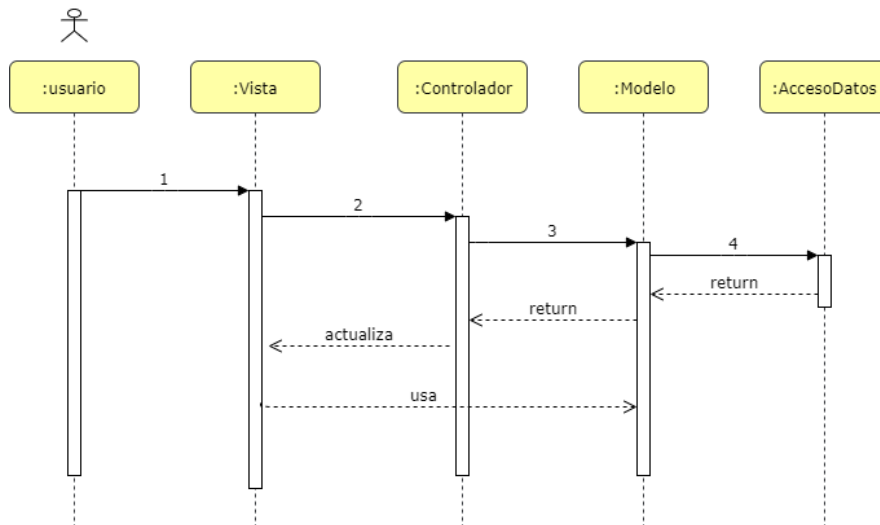 :usuario
:Vista
:Controlador
:Modelo
:AccesoDatos
1
2
3
4
return
return
actualiza
usa